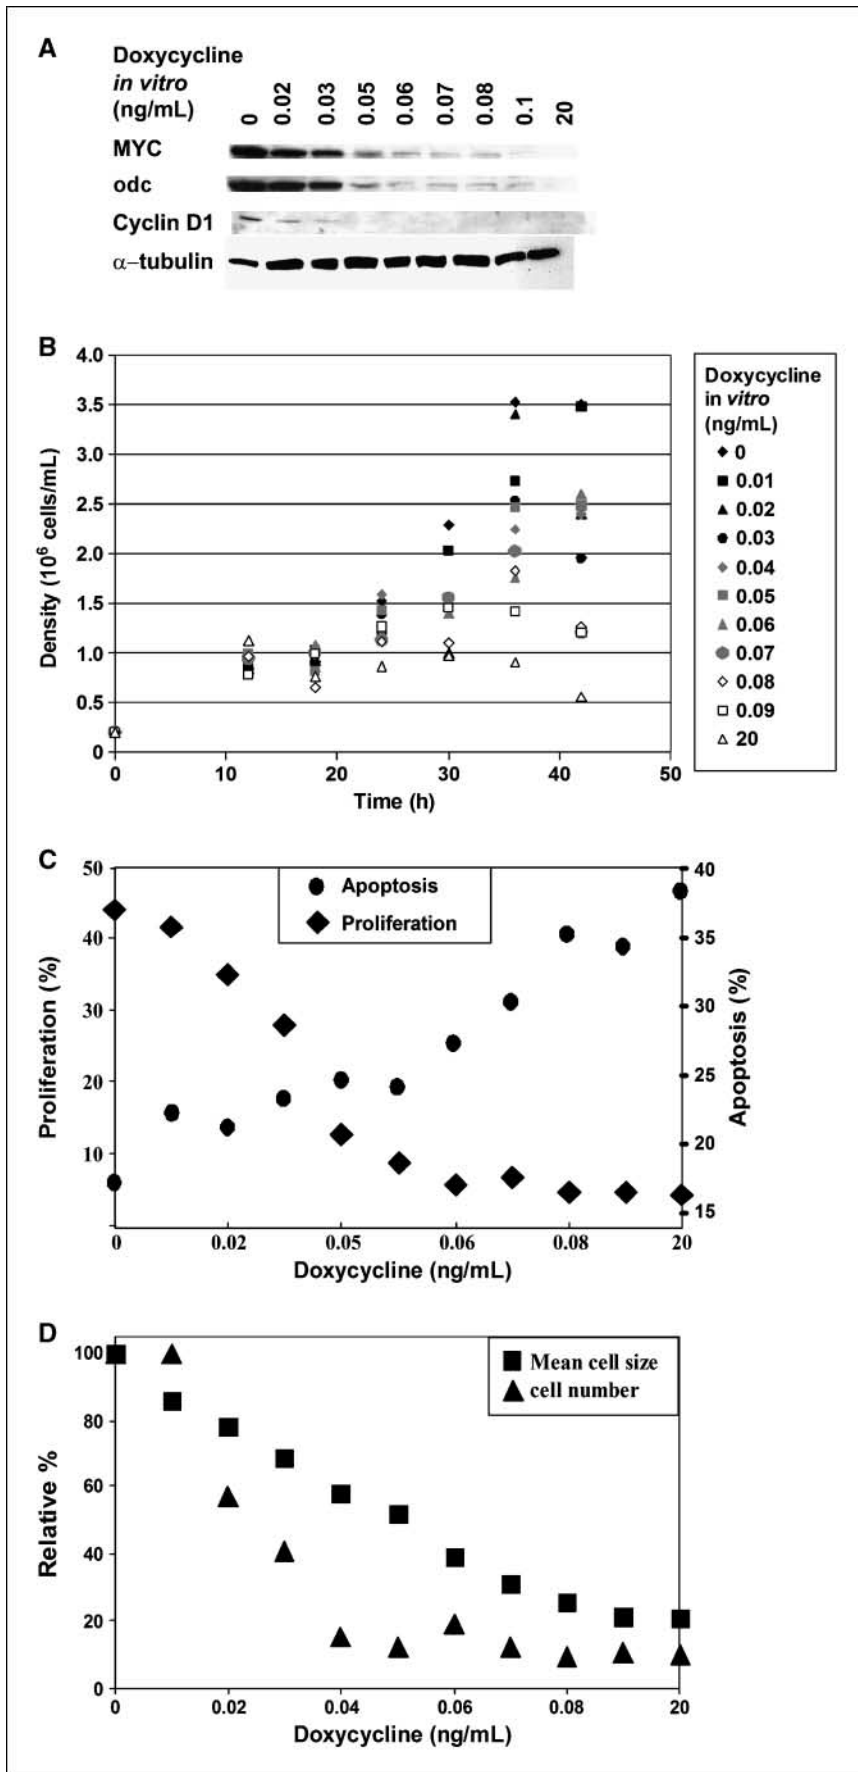 A
Doxycycline
in vitro
(ng/mL)
0 0.02 0.03 0.05 0.06 0.07 0.08 0.1 20
MYC
odc
Cyclin D1
α–tubulin
B
4.0
3.5
3.0
2.5
2.0
1.5
1.0
0.5
0
Density (10⁶ cells/mL)
0 10 20 30 40 50
Time (h)
Doxycycline
in vitro
(ng/mL)
0
0.01
0.02
0.03
0.04
0.05
0.06
0.07
0.08
0.09
20
C
50
40
30
20
10
Proliferation (%)
Apoptosis
Proliferation
40
35
30
25
20
15
Apoptosis (%)
0 0.02 0.05 0.06 0.08 20
Doxycycline (ng/mL)
D
100
80
60
40
20
0
Relative %
Mean cell size
cell number
0 0.02 0.04 0.06 0.08 20
Doxycycline (ng/mL)